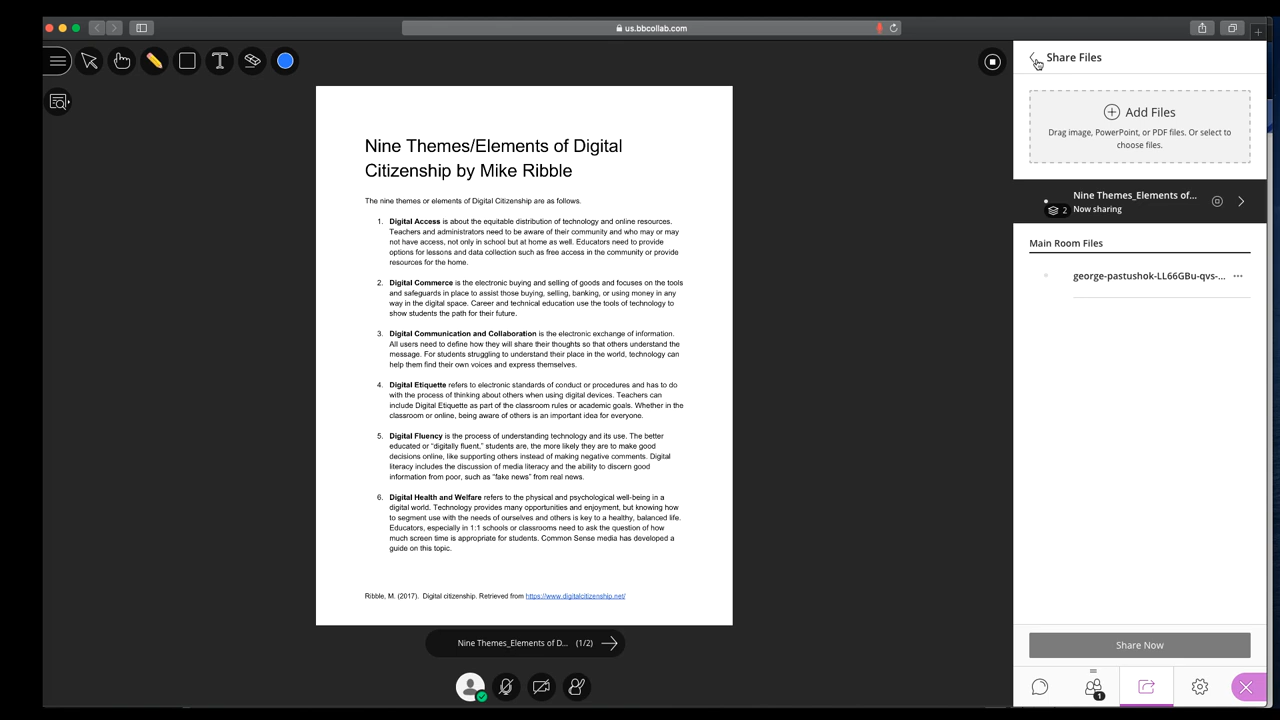 us.bbcollab.com
Share Files
Add Files
Drag image, PowerPoint, or PDF files. Or select to
choose files.
Nine Themes_Elements of...
Now sharing
2
Main Room Files
george-pastushok-LL66GBu-qvs-...
Share Now
1
Nine Themes/Elements of Digital
Citizenship by Mike Ribble
The nine themes or elements of Digital Citizenship are as follows.
1. Digital Access is about the equitable distribution of technology and online resources.
Teachers and administrators need to be aware of their community and who may or may
not have access, not only in school but at home as well. Educators need to provide
options for lessons and data collection such as free access in the community or provide
resources for the home.
2. Digital Commerce is the electronic buying and selling of goods and focuses on the tools
and safeguards in place to assist those buying, selling, banking, or using money in any
way in the digital space. Career and technical education use the tools of technology to
show students the path for their future.
3. Digital Communication and Collaboration is the electronic exchange of information.
All users need to define how they will share their thoughts so that others understand the
message. For students struggling to understand their place in the world, technology can
help them find their own voices and express themselves.
4. Digital Etiquette refers to electronic standards of conduct or procedures and has to do
with the process of thinking about others when using digital devices. Teachers can
include Digital Etiquette as part of the classroom rules or academic goals. Whether in the
classroom or online, being aware of others is an important idea for everyone.
5. Digital Fluency is the process of understanding technology and its use. The better
educated or “digitally fluent,” students are, the more likely they are to make good
decisions online, like supporting others instead of making negative comments. Digital
literacy includes the discussion of media literacy and the ability to discern good
information from poor, such as “fake news” from real news.
6. Digital Health and Welfare refers to the physical and psychological well-being in a
digital world. Technology provides many opportunities and enjoyment, but knowing how
to segment use with the needs of ourselves and others is key to a healthy, balanced life.
Educators, especially in 1:1 schools or classrooms need to ask the question of how
much screen time is appropriate for students. Common Sense media has developed a
guide on this topic.
Ribble, M. (2017). Digital citizenship. Retrieved from https://www.digitalcitizenship.net/
Nine Themes_Elements of D... (1/2)